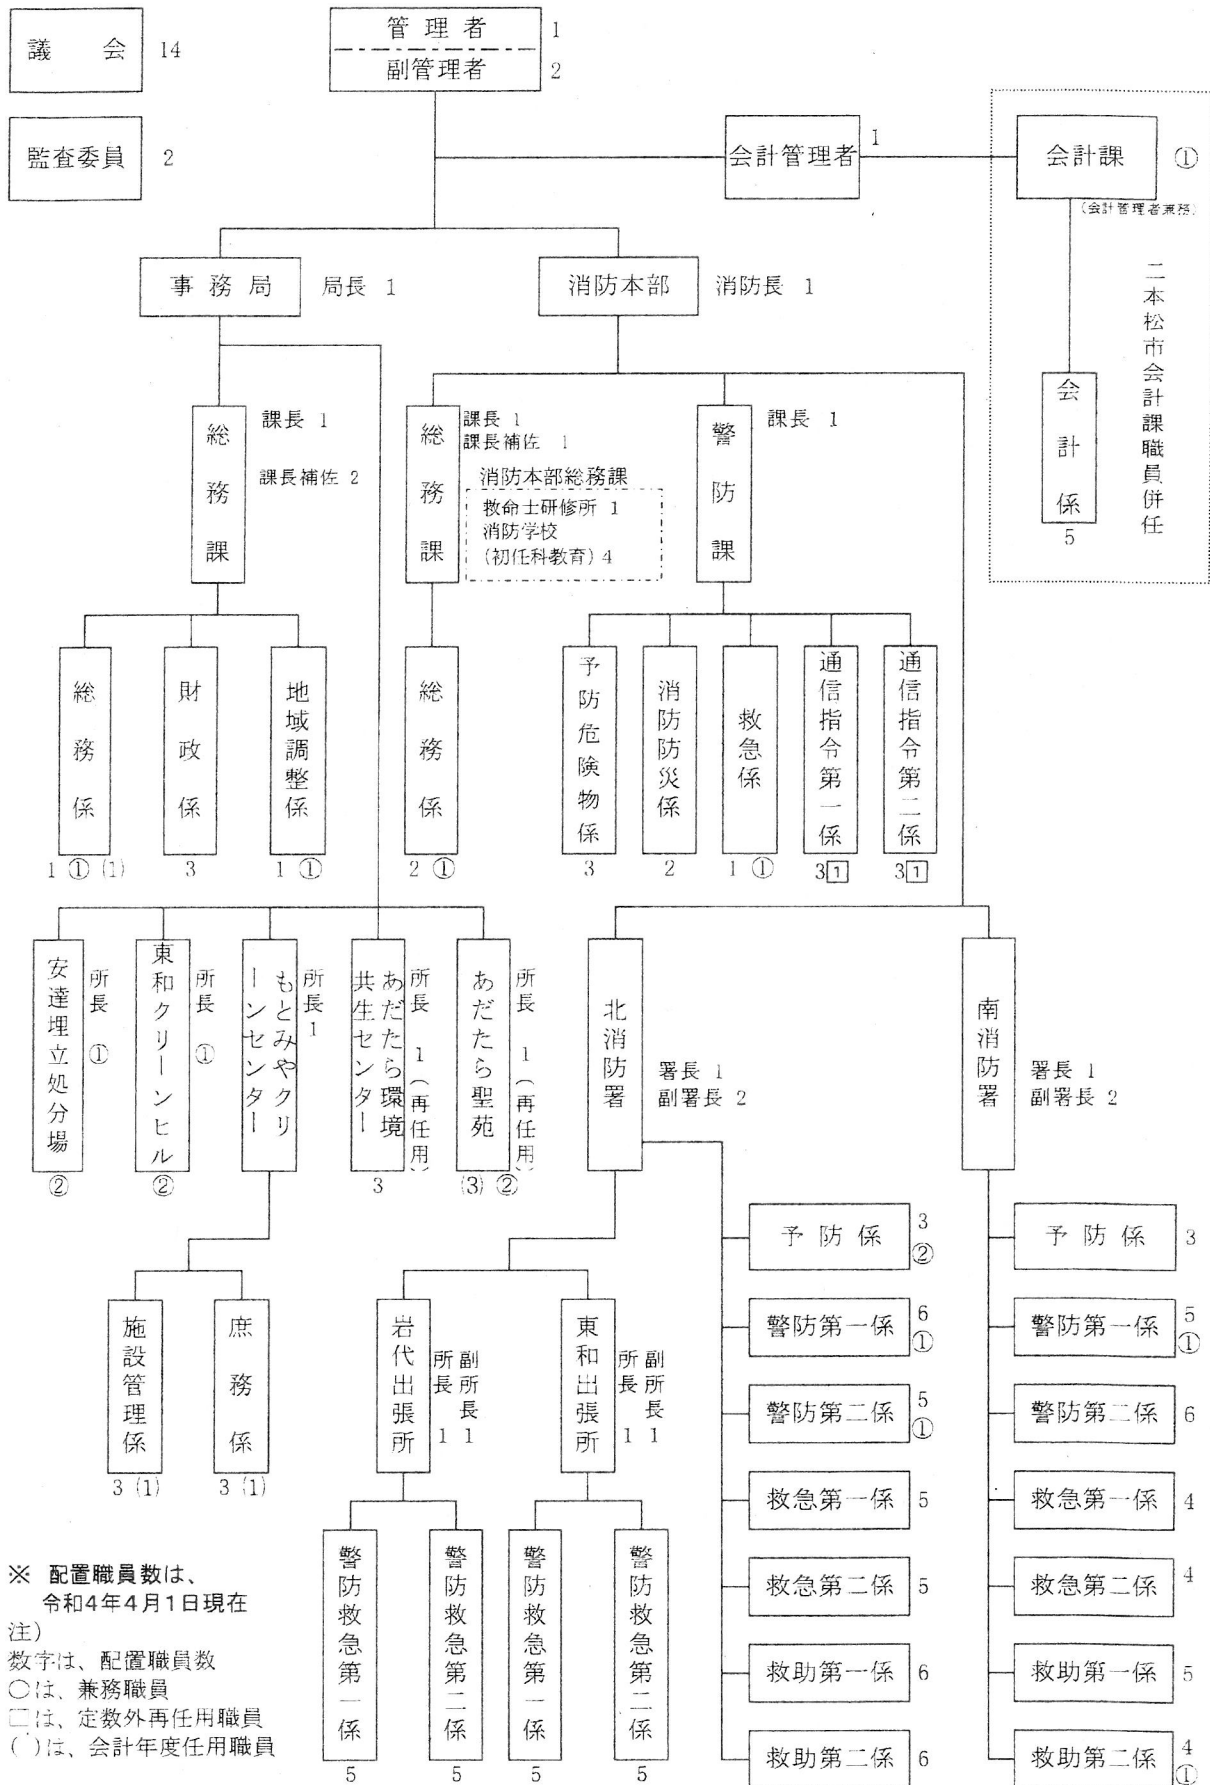 議会 14
管理者 1
副管理者 2
監査委員 2
会計管理者 1
会計課 ①
(会計管理者兼務)
二本松市会計課職員併任
会計係
5
事務局 局長 1
消防本部 消防長 1
総務課
課長 1
課長補佐 2
総務課
課長 1
課長補佐 1
消防本部総務課
救命士研修所 1
消防学校
(初任科教育) 4
警防課
課長 1
総務係
1 ① (1)
財政係
3
地域調整係
1 ①
総務係
2 ①
予防危険物係
3
消防防災係
2
救急係
1 ①
通信指令第一係
3 1
通信指令第二係
3 1
安達埋立処分場
所長 ①
②
東和クリーンヒル
所長 ①
②
もとみやクリ
ーンセンター
所長 1
あだたら環境
共生センター
所長 1(再任用)
3
あだたら聖苑
所長 1(再任用)
(3) ②
北消防署
署長 1
副署長 2
南消防署
署長 1
副署長 2
施設管理係
3 (1)
庶務係
3 (1)
岩代出張所
副所長 1
所長 1
東和出張所
副所長 1
所長 1
警防救急第一係
5
警防救急第二係
5
警防救急第一係
5
警防救急第二係
5
予防係 3
②
警防第一係 6
①
警防第二係 5
①
救急第一係 5
救急第二係 5
救助第一係 6
救助第二係 6
予防係 3
警防第一係 5
①
警防第二係 6
救急第一係 4
救急第二係 4
救助第一係 5
救助第二係 4
①
※ 配置職員数は、
令和4年4月1日現在
注)
数字は、配置職員数
○は、兼務職員
□は、定数外再任用職員
( )は、会計年度任用職員